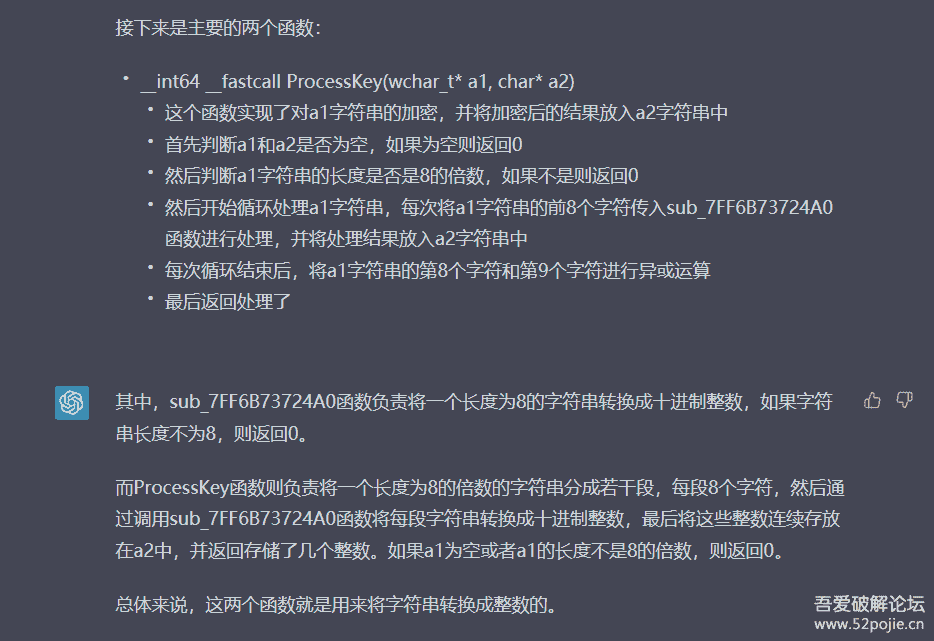 接下来是主要的两个函数：
• __int64 __fastcall ProcessKey(wchar_t* a1, char* a2)
• 这个函数实现了对a1字符串的加密，并将加密后的结果放入a2字符串中
• 首先判断a1和a2是否为空，如果为空则返回0
• 然后判断a1字符串的长度是否是8的倍数，如果不是则返回0
• 然后开始循环处理a1字符串，每次将a1字符串的前8个字符传入sub_7FF6B73724A0
函数进行处理，并将处理结果放入a2字符串中
• 每次循环结束后，将a1字符串的第8个字符和第9个字符进行异或运算
• 最后返回处理了
其中，sub_7FF6B73724A0函数负责将一个长度为8的字符串转换成十进制整数，如果字符
串长度不为8，则返回0。
而ProcessKey函数则负责将一个长度为8的倍数的字符串分成若干段，每段8个字符，然后通
过调用sub_7FF6B73724A0函数将每段字符串转换成十进制整数，最后将这些整数连续存放
在a2中，并返回存储了几个整数。如果a1为空或者a1的长度不是8的倍数，则返回0。
总体来说，这两个函数就是用来将字符串转换成整数的。
吾爱破解论坛
www.52pojie.cn